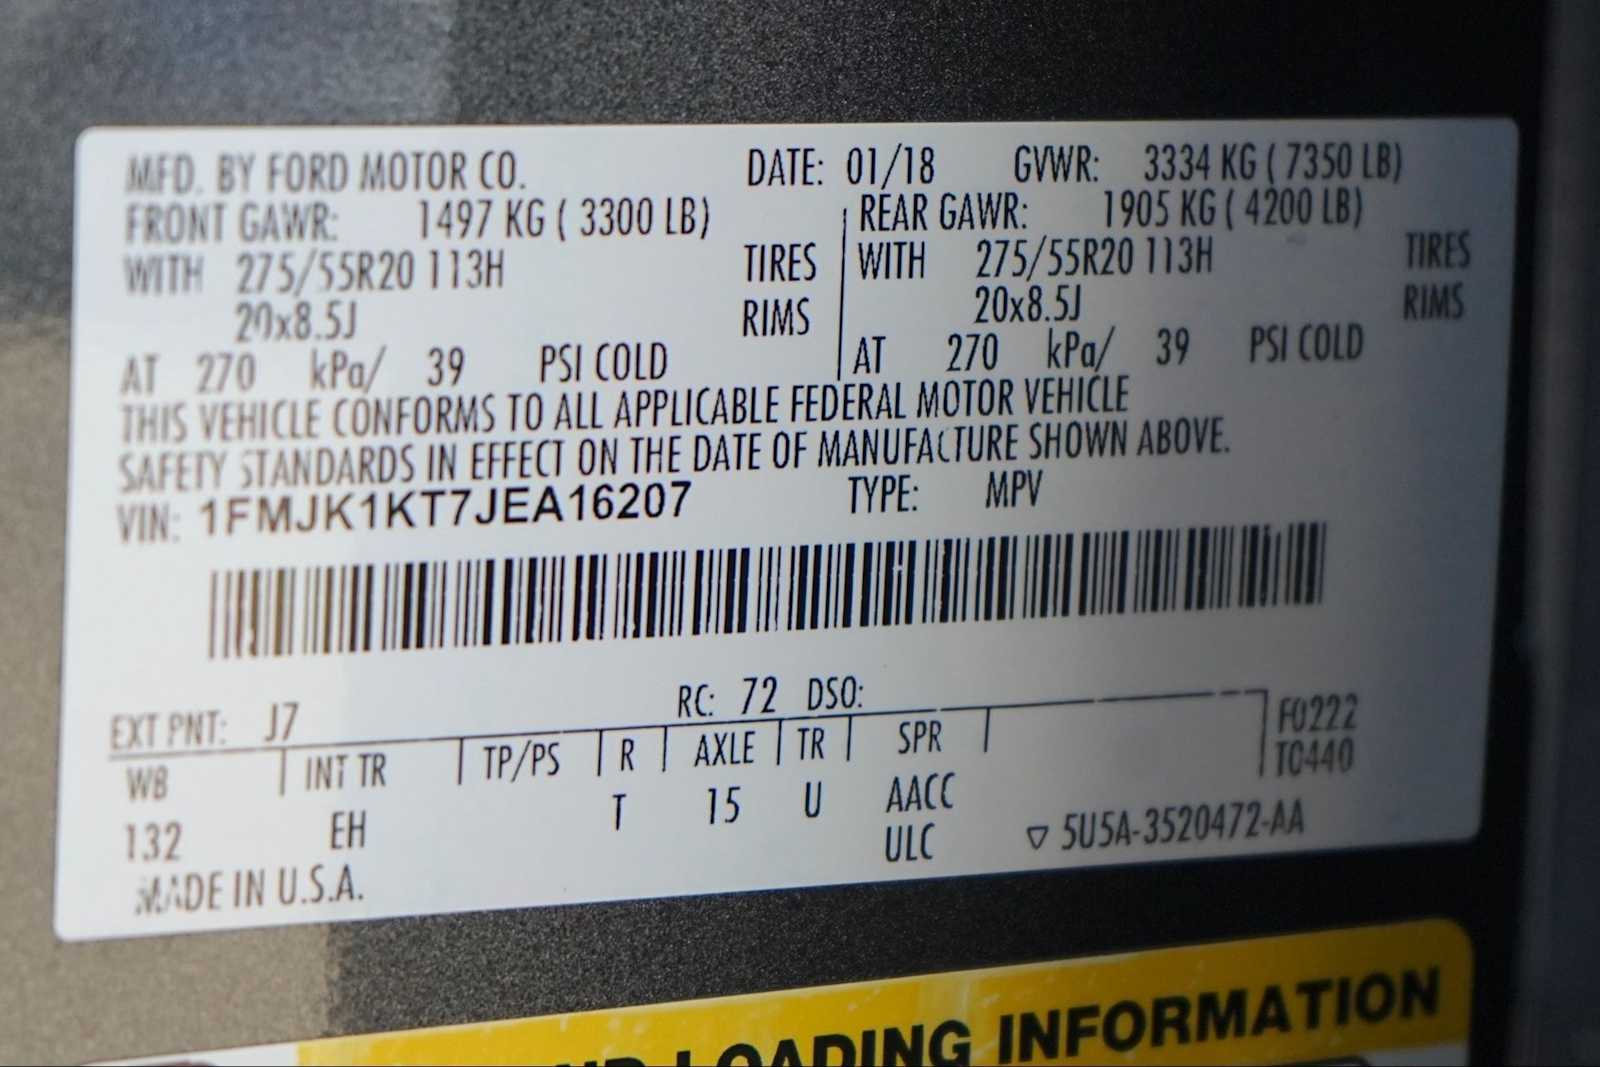 MFD. BY FORD MOTOR CO. DATE: 01/18 GVWR: 3334 KG ( 7350 LB)
FRONT GAWR: 1497 KG ( 3300 LB) REAR GAWR: 1905 KG ( 4200 LB)
WITH 275/55R20 113H TIRES WITH 275/55R20 113H TIRES
20x8.5J RIMS 20x8.5J RIMS
AT 270 kPa/ 39 PSI COLD AT 270 kPa/ 39 PSI COLD
THIS VEHICLE CONFORMS TO ALL APPLICABLE FEDERAL MOTOR VEHICLE
SAFETY STANDARDS IN EFFECT ON THE DATE OF MANUFACTURE SHOWN ABOVE.
VIN: 1FMJK1KT7JEA16207 TYPE: MPV
EXT PNT: J7 RC: 72 DSO:
WB INT TR TP/PS R AXLE TR SPR F0222
T0440
132 EH T 15 U AACC
ULC ▽ 5U5A-3520472-AA
MADE IN U.S.A.
LOADING INFORMATION